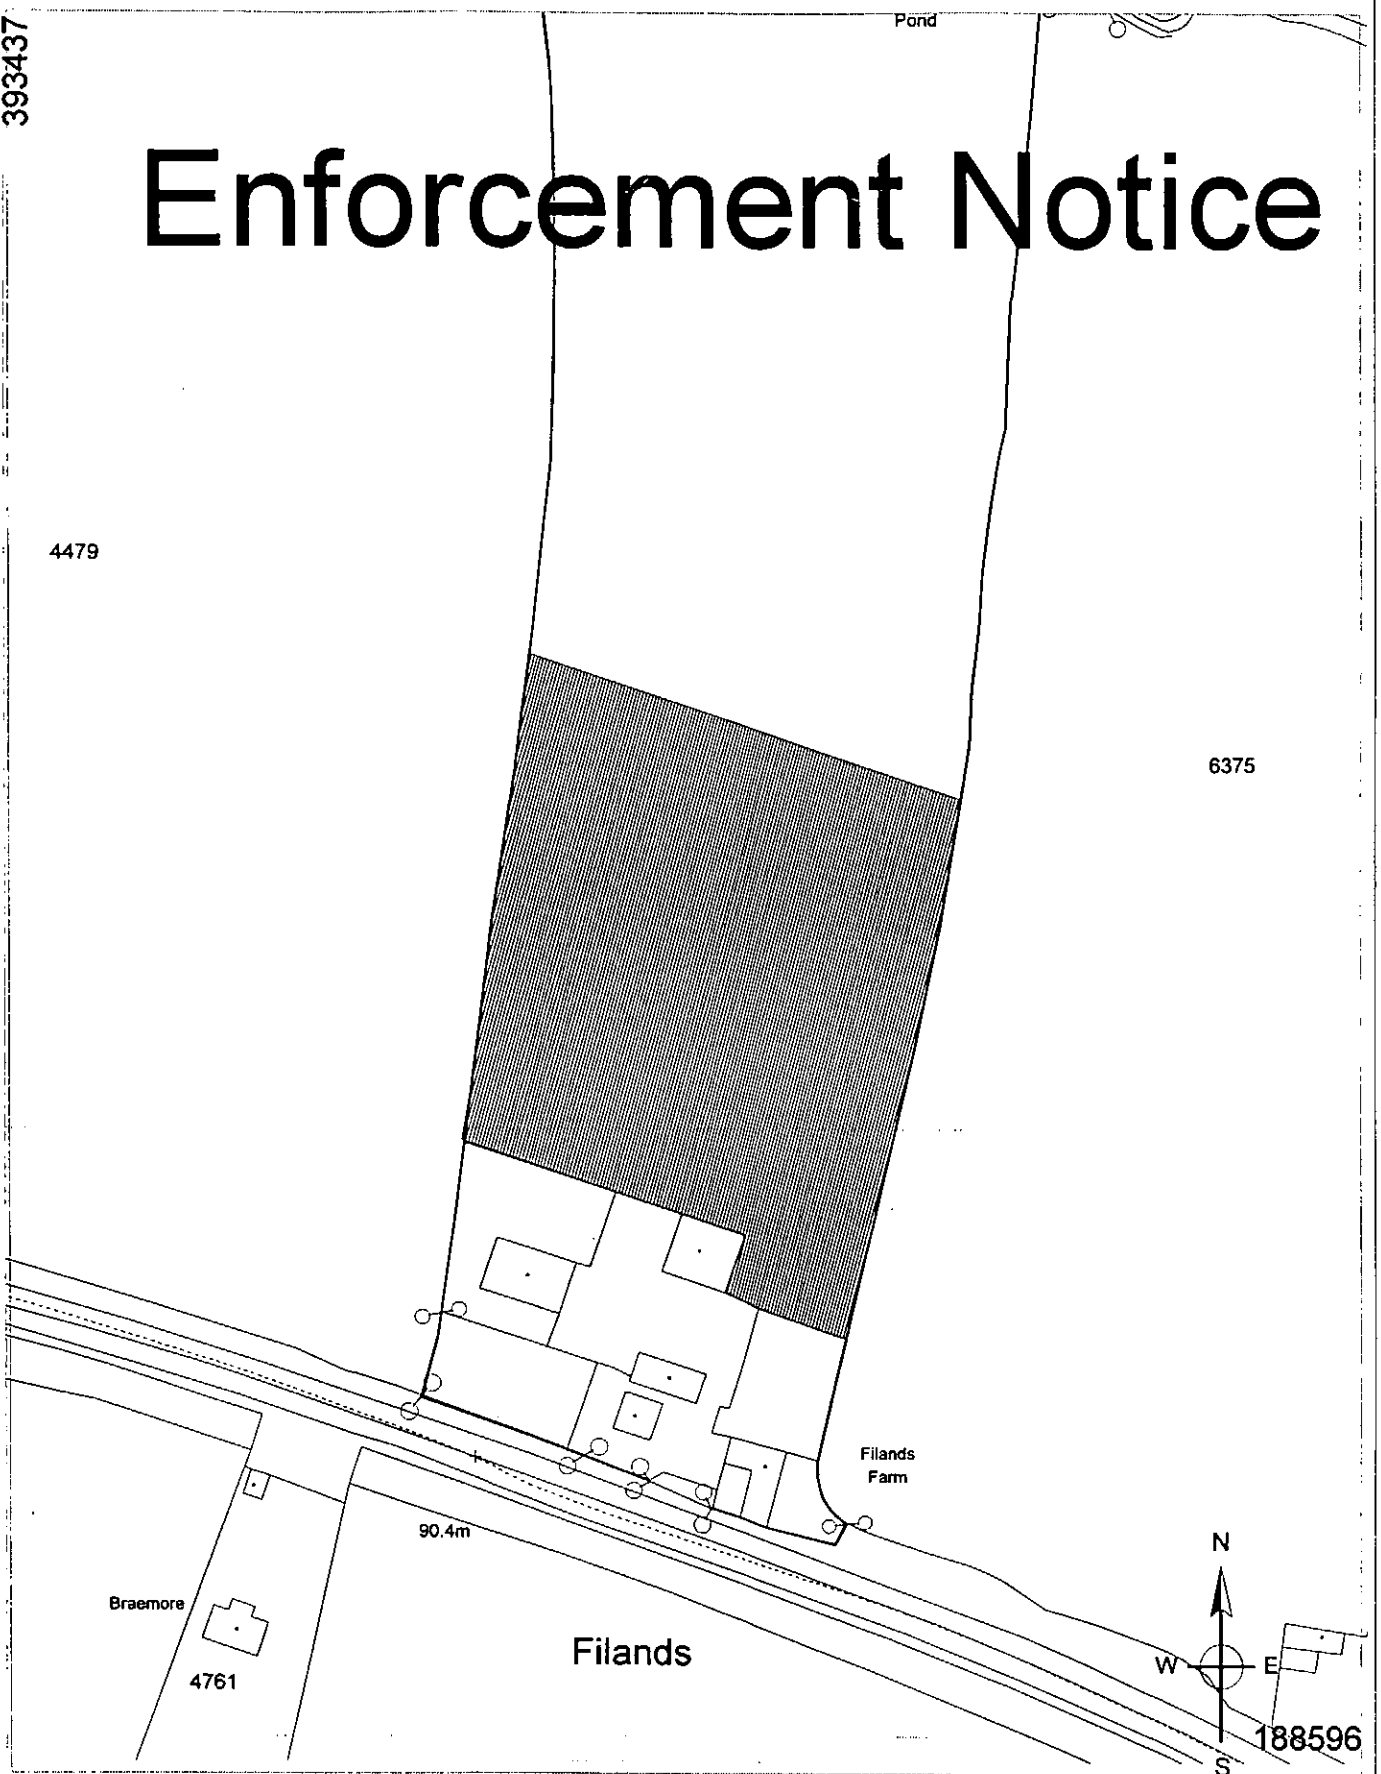 393437
Pond
Enforcement Notice
4479
6375
Filands
Farm
90.4m
N
Braemore
Filands
W
E
4761
188596
S